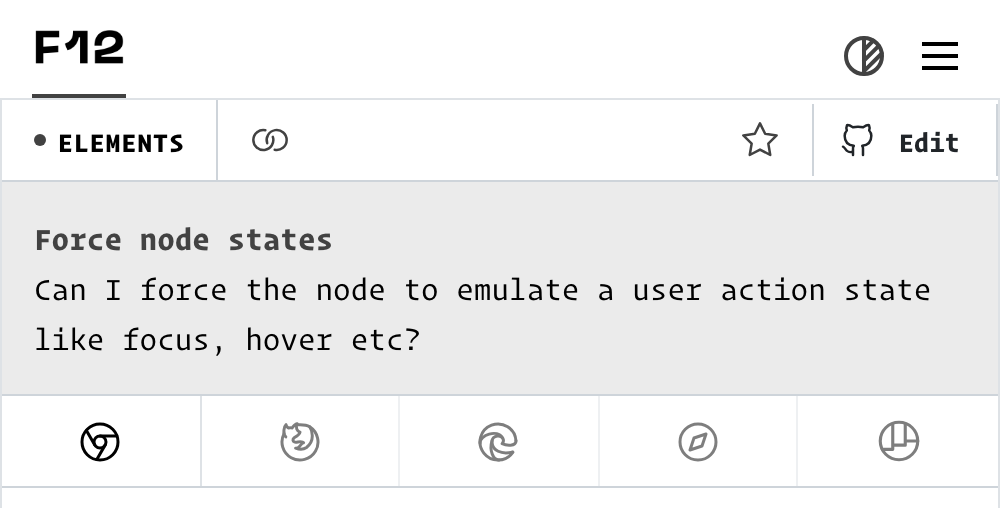 F12
ELEMENTS
Edit
Force node states
Can I force the node to emulate a user action state
like focus, hover etc?